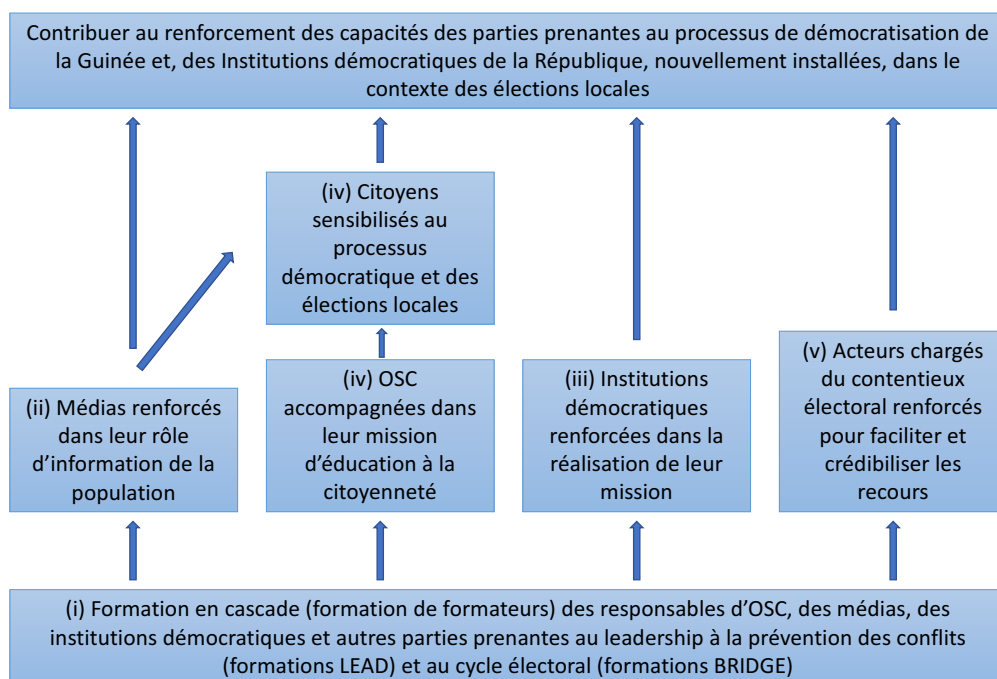 Contribuer au renforcement des capacités des parties prenantes au processus de démocratisation de
la Guinée et, des Institutions démocratiques de la République, nouvellement installées, dans le
contexte des élections locales
(iv) Citoyens
sensibilisés au
processus
démocratique et des
élections locales
(ii) Médias renforcés
dans leur rôle
d’information de la
population
(iv) OSC
accompagnées dans
leur mission
d’éducation à la
citoyenneté
(iii) Institutions
démocratiques
renforcées dans la
réalisation de leur
mission
(v) Acteurs chargés
du contentieux
électoral renforcés
pour faciliter et
crédibiliser les
recours
(i) Formation en cascade (formation de formateurs) des responsables d’OSC, des médias, des
institutions démocratiques et autres parties prenantes au leadership à la prévention des conflits
(formations LEAD) et au cycle électoral (formations BRIDGE)